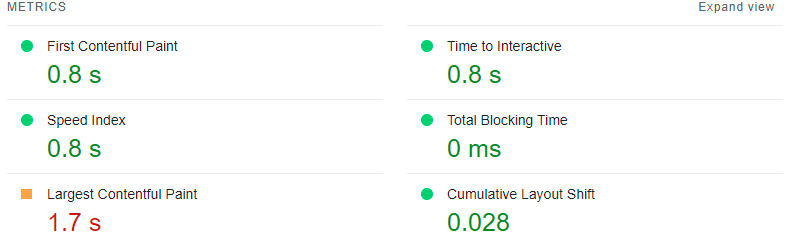 METRICS
Expand view
First Contentful Paint
0.8 s
Time to Interactive
0.8 s
Speed Index
0.8 s
Total Blocking Time
0 ms
Largest Contentful Paint
1.7 s
Cumulative Layout Shift
0.028